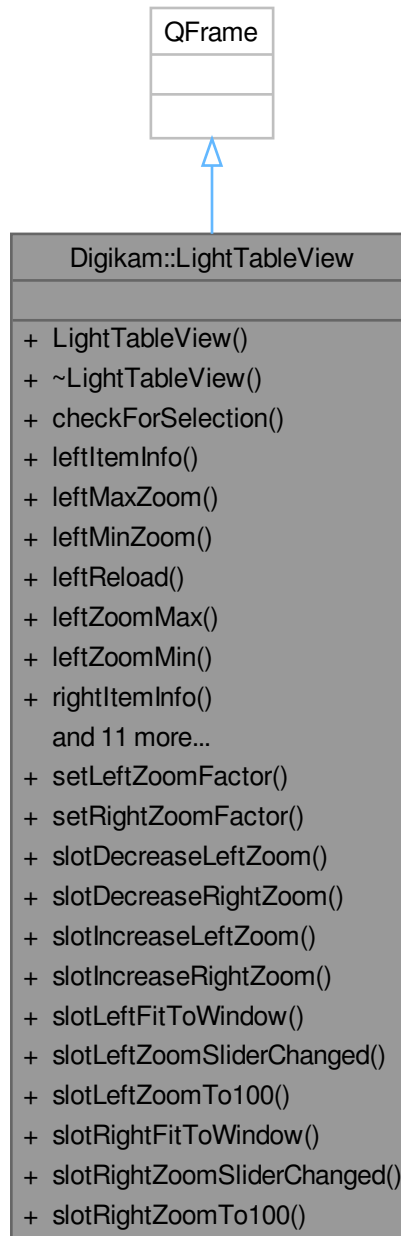 QFrame
Digikam::LightTableView
+ LightTableView()
+ ~LightTableView()
+ checkForSelection()
+ leftItemInfo()
+ leftMaxZoom()
+ leftMinZoom()
+ leftReload()
+ leftZoomMax()
+ leftZoomMin()
+ rightItemInfo()
and 11 more...
+ setLeftZoomFactor()
+ setRightZoomFactor()
+ slotDecreaseLeftZoom()
+ slotDecreaseRightZoom()
+ slotIncreaseLeftZoom()
+ slotIncreaseRightZoom()
+ slotLeftFitToWindow()
+ slotLeftZoomSliderChanged()
+ slotLeftZoomTo100()
+ slotRightFitToWindow()
+ slotRightZoomSliderChanged()
+ slotRightZoomTo100()